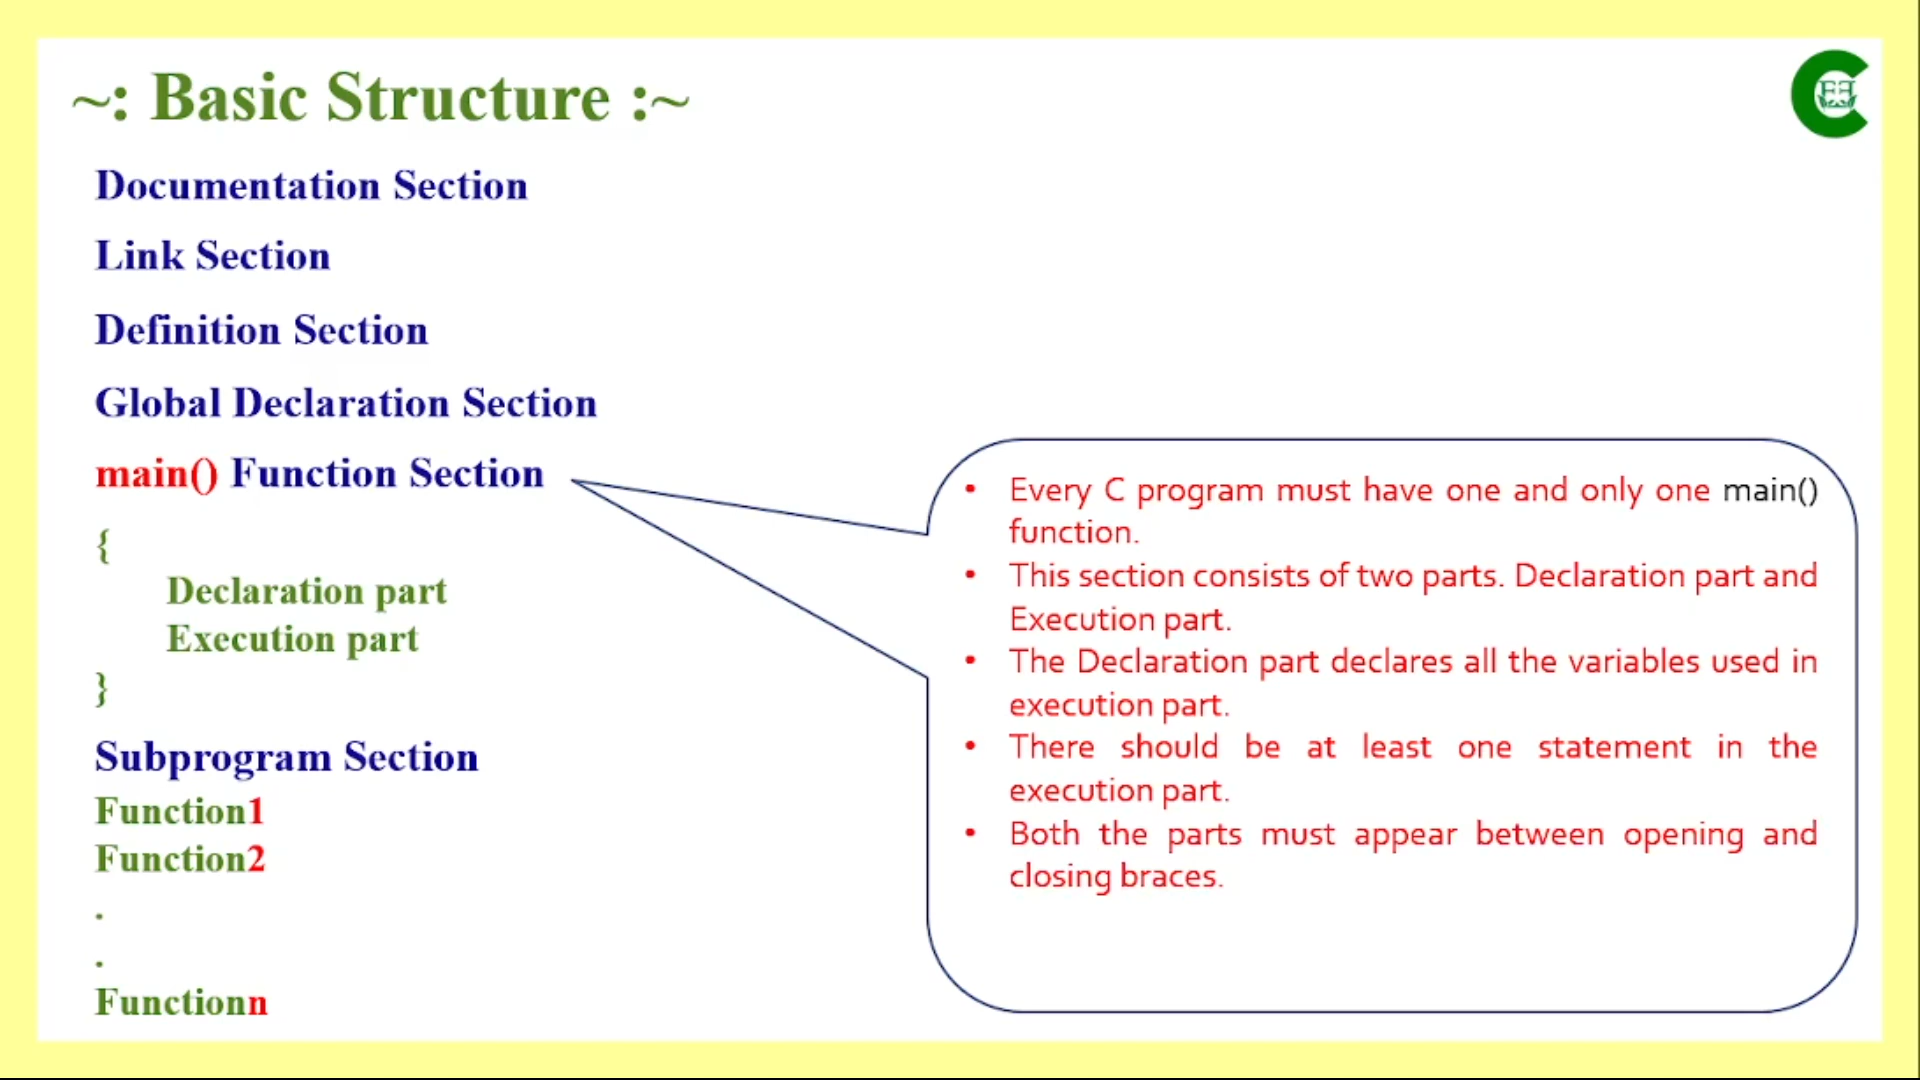 ~: Basic Structure :~
Documentation Section
Link Section
Definition Section
Global Declaration Section
main() Function Section
{
Declaration part
Execution part
}
Subprogram Section
Function1
Function2
.
.
Functionn
• Every C program must have one and only one main()
function.
• This section consists of two parts. Declaration part and
Execution part.
• The Declaration part declares all the variables used in
execution part.
• There should be at least one statement in the
execution part.
• Both the parts must appear between opening and
closing braces.